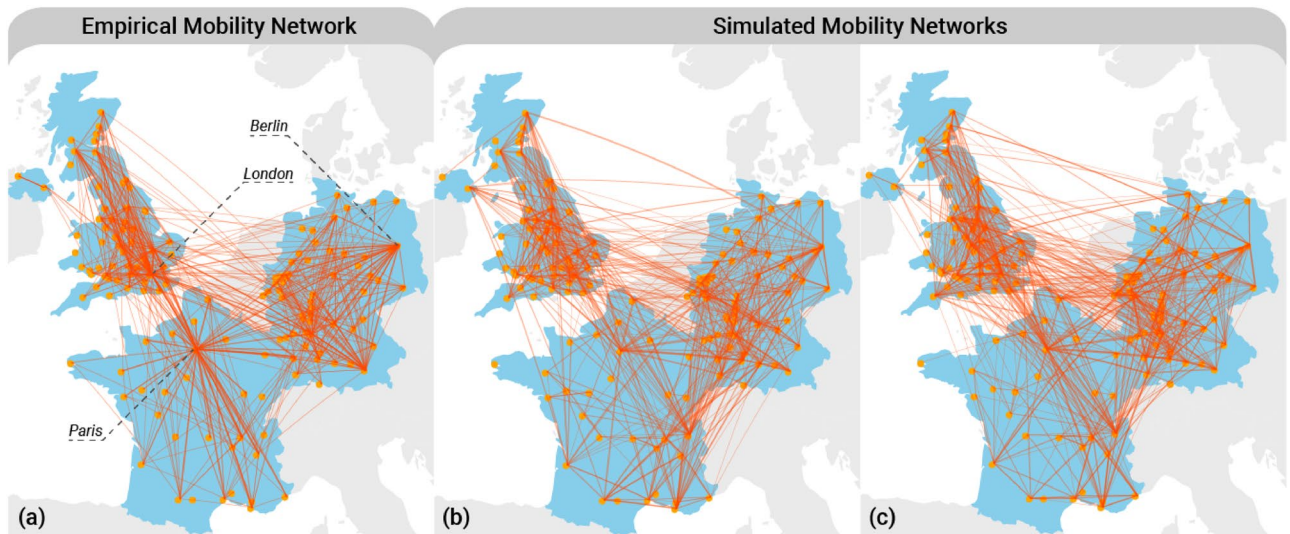 Empirical Mobility Network
Simulated Mobility Networks
Berlin
London
Paris
(a)
(b)
(c)